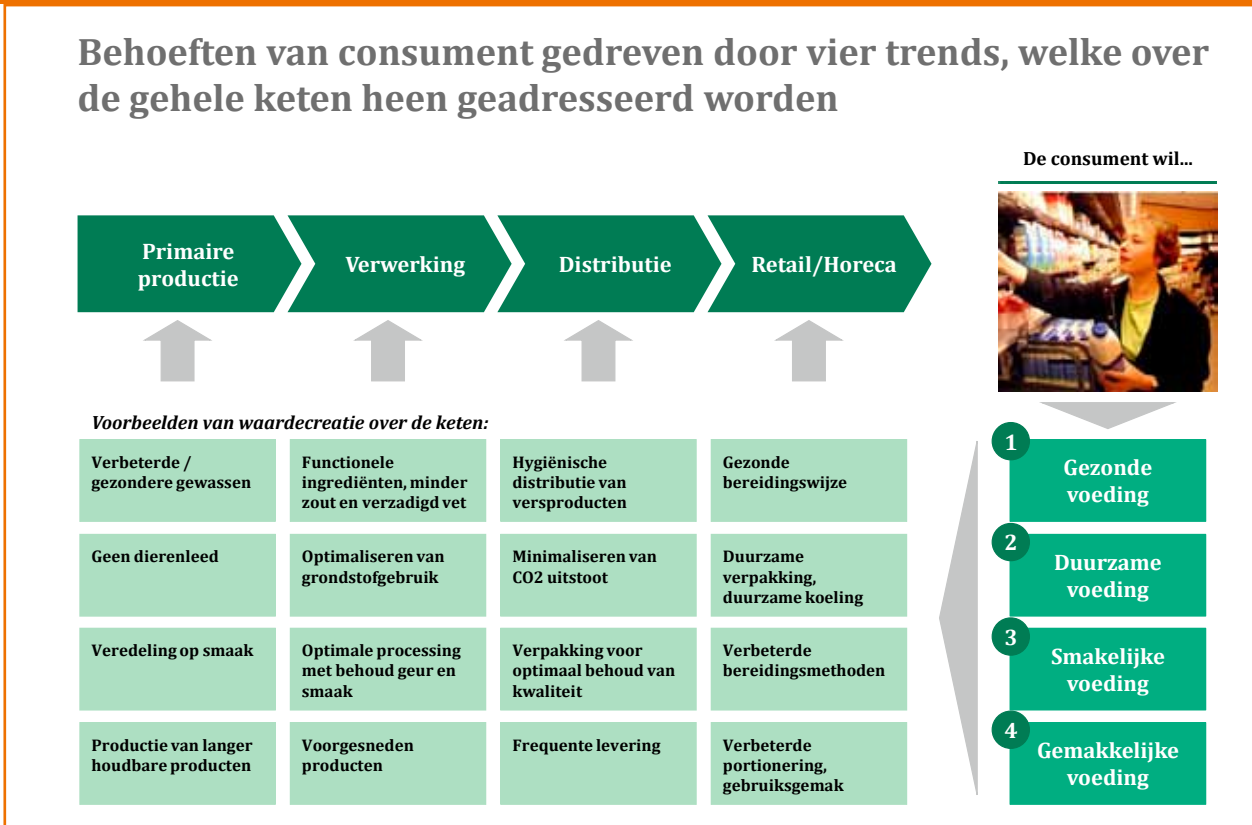 Behoeften van consument gedreven door vier trends, welke over
de gehele keten heen geadresseerd worden
De consument wil...
Primaire
productie
Verwerking
Distributie
Retail/Horeca
Voorbeelden van waardecreatie over de keten:
Verbeterde /
gezondere gewassen
Functionele
ingrediënten, minder
zout en verzadigd vet
Hygiënische
distributie van
versproducten
Gezonde
bereidingswijze
1
Gezonde
voeding
Geen dierenleed
Optimaliseren van
grondstofgebruik
Minimaliseren van
CO2 uitstoot
Duurzame
verpakking,
duurzame koeling
2
Duurzame
voeding
Veredeling op smaak
Optimale processing
met behoud geur en
smaak
Verpakking voor
optimaal behoud van
kwaliteit
Verbeterde
bereidingsmethoden
3
Smakelijke
voeding
Productie van langer
houdbare producten
Voorgesneden
producten
Frequente levering
Verbeterde
portionering,
gebruiksgemak
4
Gemakkelijke
voeding